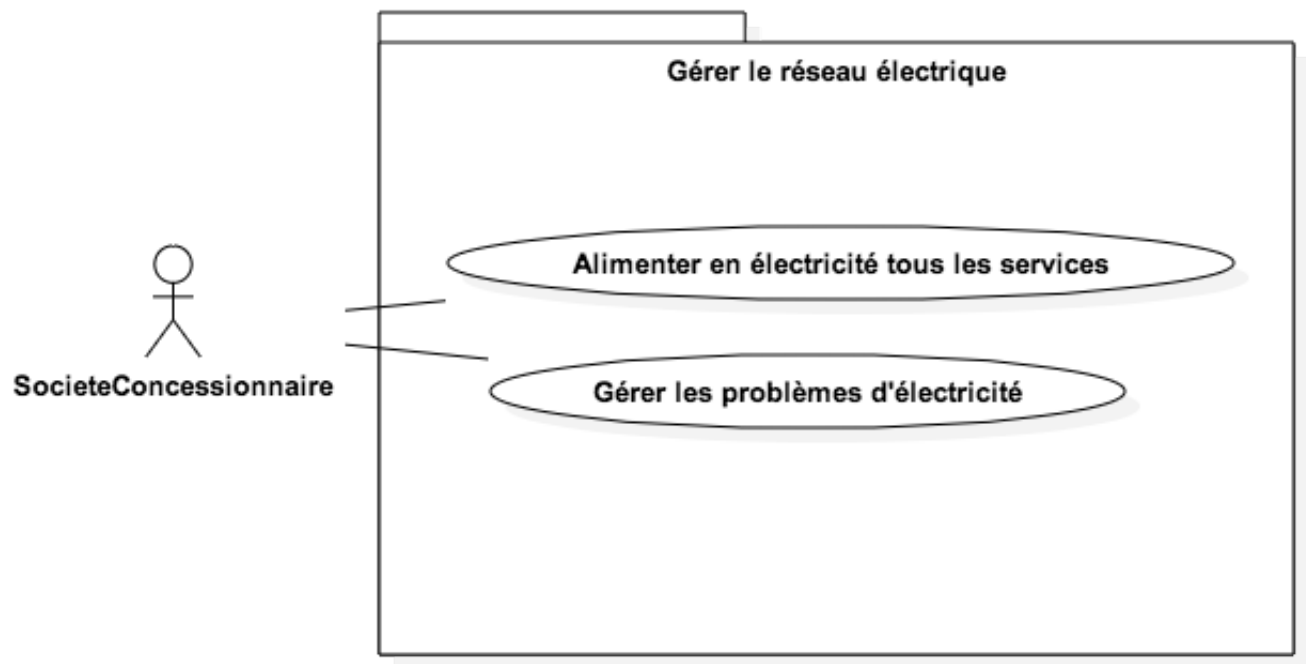 Gérer le réseau électrique
Alimenter en électricité tous les services
SocieteConcessionnaire
Gérer les problèmes d'électricité